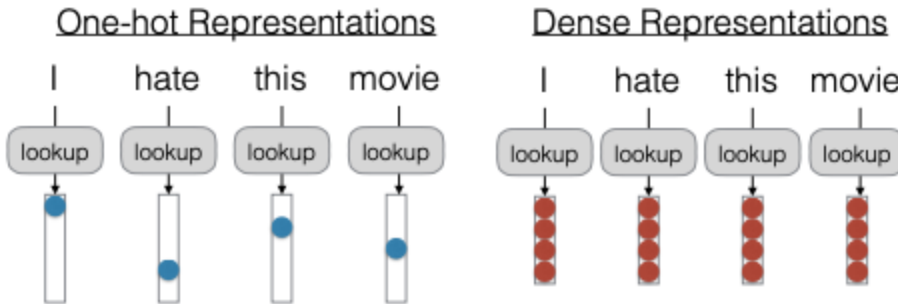 One-hot Representations
I hate this movie
lookup lookup lookup lookup
Dense Representations
I hate this movie
lookup lookup lookup lookup